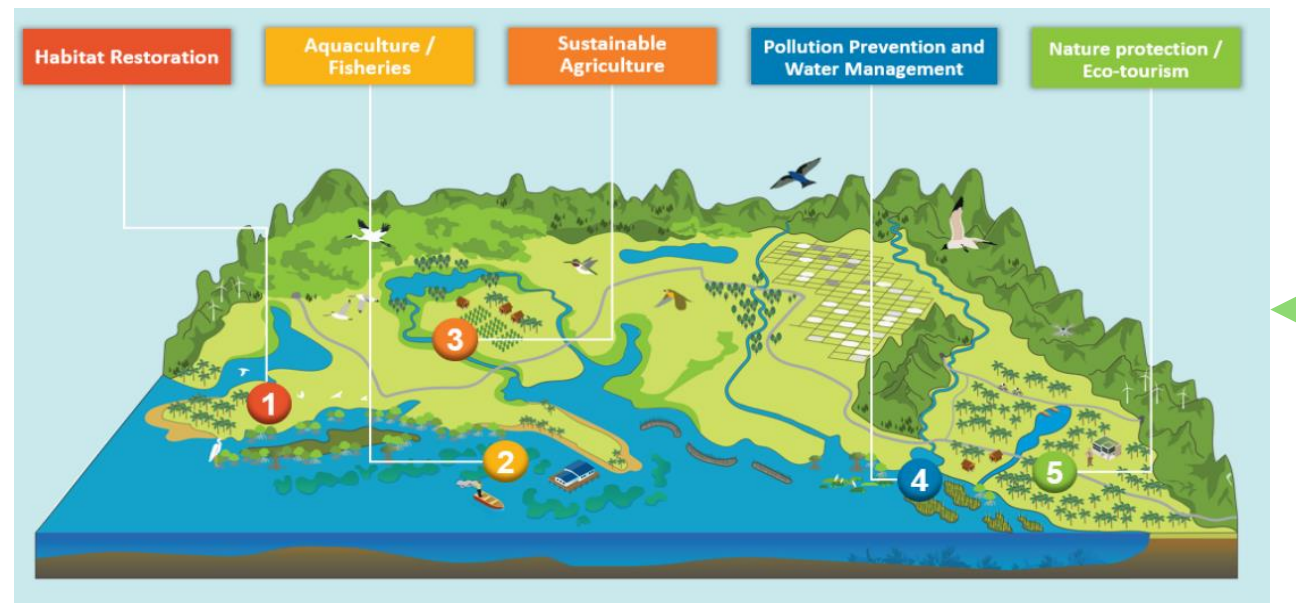 Habitat Restoration
Aquaculture /
Fisheries
Sustainable
Agriculture
Pollution Prevention and
Water Management
Nature protection /
Eco-tourism
3
1
2
4
5